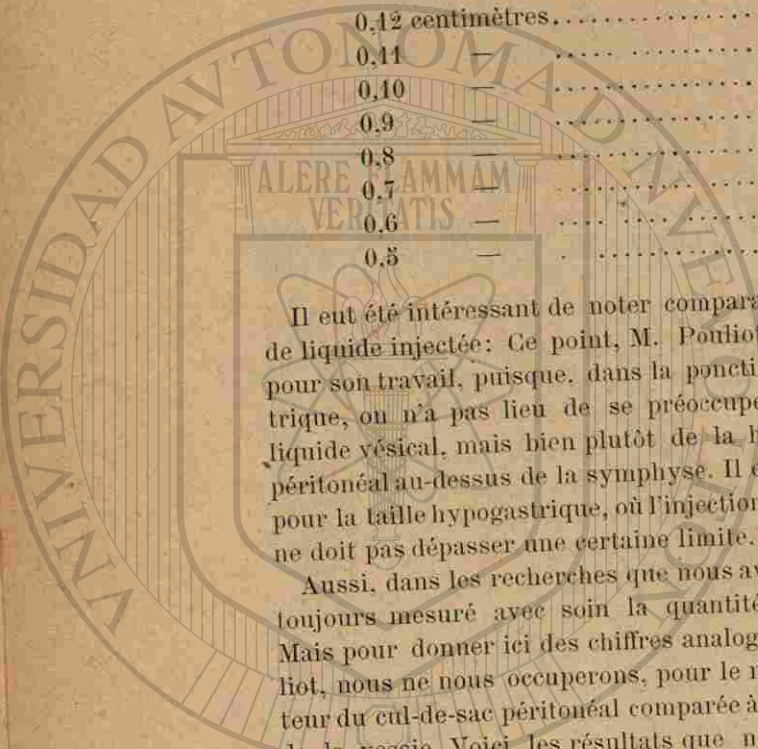 0,12 centimètres. . . . . . . . . . . . . . . . .
0,11 — . . . . . . . . . . . . . . . . .
0,10 — . . . . . . . . . . . . . . . . .
0,9 — . . . . . . . . . . . . . . . . .
0,8 — . . . . . . . . . . . . . . . . .
0,7 — . . . . . . . . . . . . . . . . .
0,6 — . . . . . . . . . . . . . . . . .
0,5 — . . . . . . . . . . . . . . . . .
Il eut été intéressant de noter compara
de liquide injectée: Ce point, M. Pouliot
pour son travail, puisque, dans la poncti
trique, on n'a pas lieu de se préoccupe
liquide vésical, mais bien plutôt de la h
péritonéal au-dessus de la symphyse. Il e
pour la taille hypogastrique, où l'injection
ne doit pas dépasser une certaine limite.
Aussi, dans les recherches que nous av
toujours mesuré avec soin la quantité
Mais pour donner ici des chiffres analog
liot, nous ne nous occuperons, pour le m
teur du cul-de-sac péritonéal comparée à
de la vessie. Voici les résultats que n
UNIVERSIDAD AVTONOMA D NVE
ALERE FLAMMAM
VERITATIS